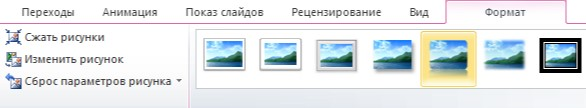 Переходы Анимация Показ слайдов Рецензирование Вид Формат
Сжать рисунки
Изменить рисунок
Сброс параметров рисунка